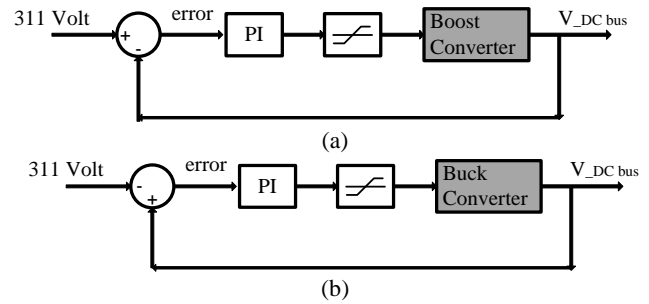 311 Volt
error
+
-
PI
Boost
Converter
V_DC bus
(a)
311 Volt
error
-
+
PI
Buck
Converter
V_DC bus
(b)